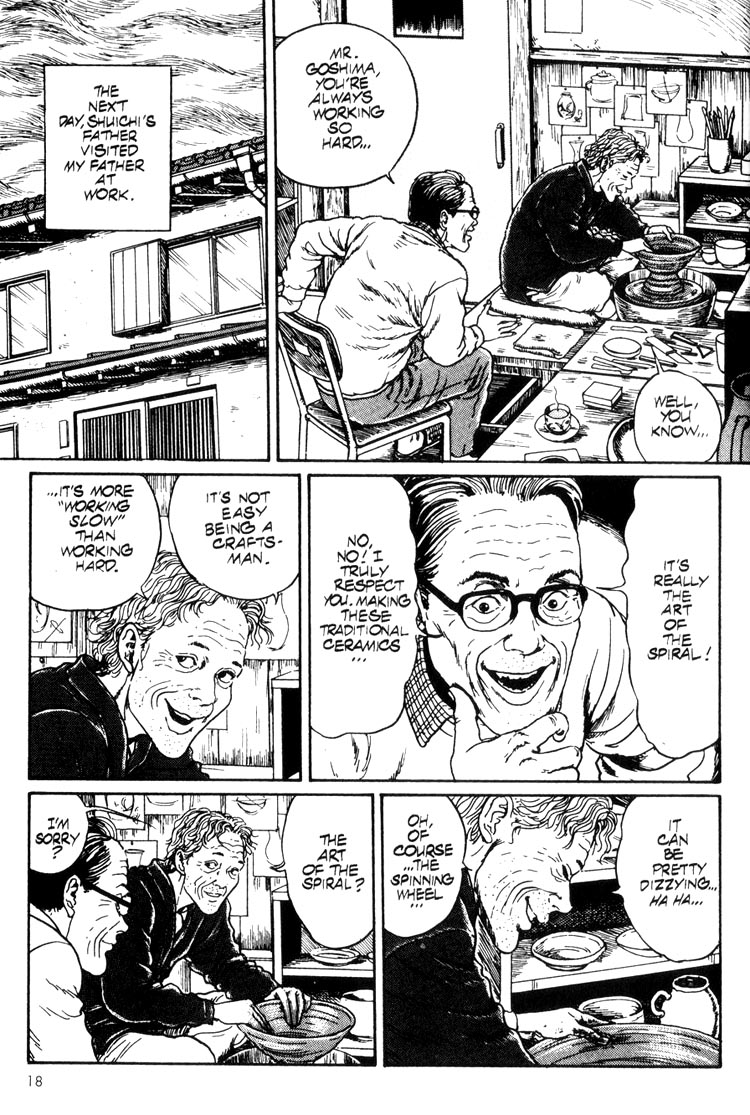 THE
NEXT
DAY, SHUICHI'S
FATHER
VISITED
MY FATHER
AT
WORK.
MR.
GOSHIMA,
YOU'RE
ALWAYS
WORKING
SO
HARD...
WELL,
YOU
KNOW...
...IT'S MORE
"WORKING
SLOW"
THAN
WORKING
HARD.
IT'S NOT
EASY
BEING A
CRAFTS-
MAN.
NO,
NO! I
TRULY
RESPECT
YOU. MAKING
THESE
TRADITIONAL
CERAMICS
...
IT'S
REALLY
THE
ART
OF
THE
SPIRAL!
I'M
SORRY
?
THE
ART
OF THE
SPIRAL?
OH,
OF
COURSE
...THE
SPINNING
WHEEL
...
IT
CAN
BE
PRETTY
DIZZYING...
HA HA...
18